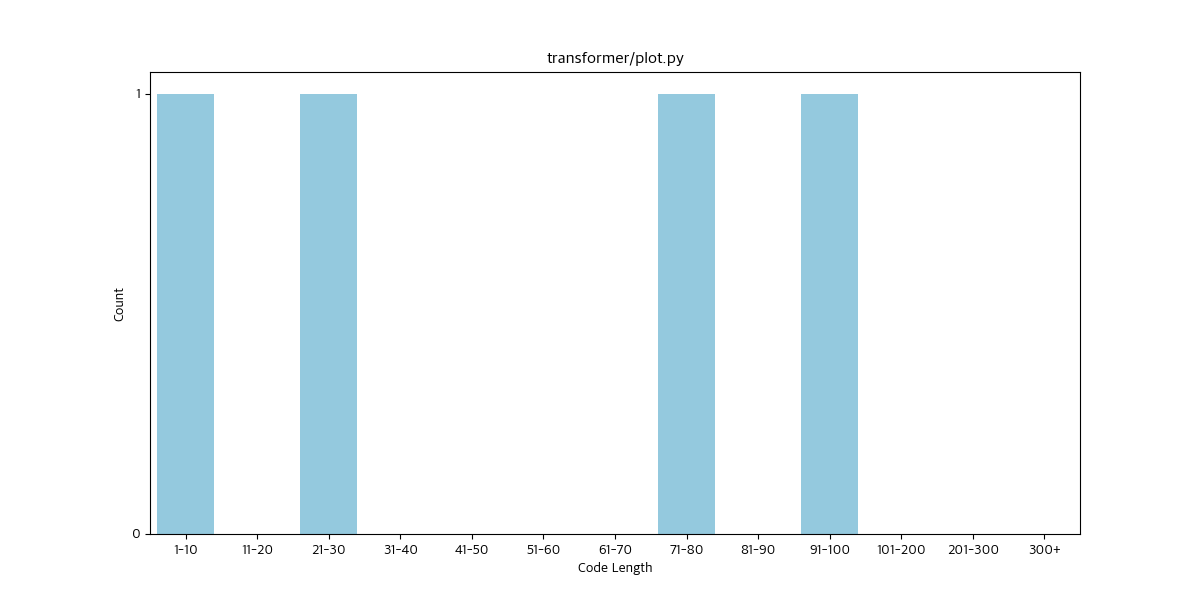 transformer/plot.py
1
Count
0
1-10 11-20 21-30 31-40 41-50 51-60 61-70 71-80 81-90 91-100 101-200 201-300 300+
Code Length